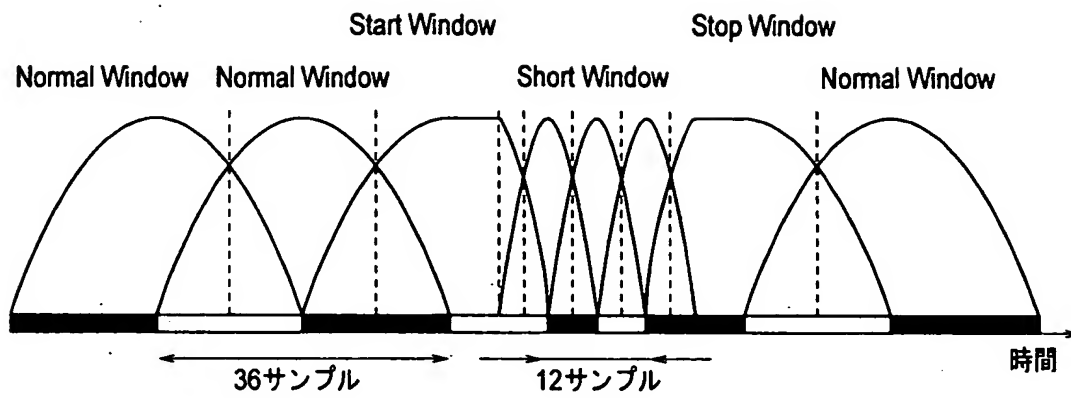 Start Window
Stop Window
Normal Window
Normal Window
Short Window
Normal Window
36サンプル
12サンプル
時間